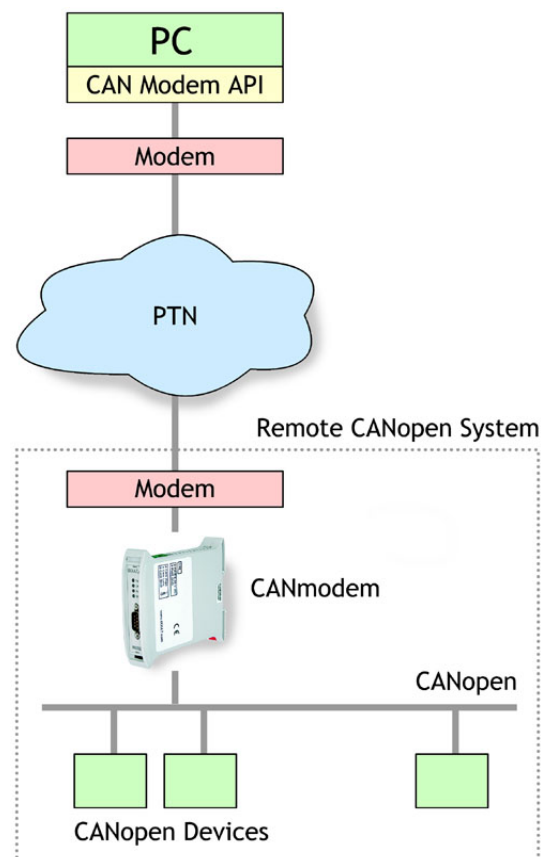 PC
CAN Modem API
Modem
PTN
Remote CANopen System
Modem
CANmodem
CANopen
CANopen Devices